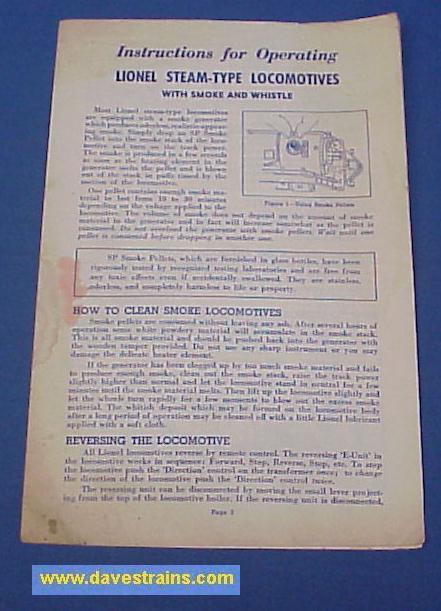 Instructions for Operating
LIONEL STEAM-TYPE LOCOMOTIVES
WITH SMOKE AND WHISTLE
Most Lionel steam-type locomotives
are equipped with a smoke generator
which produces odorless, realistic-appear-
ing smoke. Simply drop an SP Smoke
Pellet into the smoke stack of the loco-
motive and turn on the track power.
The smoke is produced in a few seconds
as soon as the heating element in the
generator melts the pellet and is blown
out of the stack in puffs timed by the
motion of the locomotive.
One pellet contains enough smoke ma-
terial to last from 10 to 30 minutes
depending on the voltage applied to the
locomotive. The volume of smoke does not depend on the amount of smoke
material in the generator and in fact will increase somewhat as the pellet is
consumed. Do not overload the generator with smoke pellets. Wait until one
pellet is consumed before dropping in another one.
Figure 1—Using Smoke Pellets
SP Smoke Pellets, which are furnished in glass bottles, have been
rigorously tested by recognized testing laboratories and are free from
any toxic effects even if accidentally swallowed. They are stainless,
odorless, and completely harmless to life or property.
HOW TO CLEAN SMOKE LOCOMOTIVES
Smoke pellets are consumed without leaving any ash. After several hours of
operation some white powdery material will accumulate in the smoke stack.
This is all smoke material and should be pushed back into the generator with
the wooden tamper provided. Do not use any sharp instrument or you may
damage the delicate heater element.
If the generator has been clogged up by too much smoke material and fails
to produce enough smoke, clean out the smoke stack, raise the track power
slightly higher than normal and let the locomotive stand in neutral for a few
minutes until the smoke material melts. Then lift up the locomotive slightly and
let the wheels turn rapidly for a few moments to blow out the excess smoke
material. The whitish deposit which may be formed on the locomotive body
after a long period of operation may be cleaned off with a little Lionel lubricant
applied with a soft cloth.
REVERSING THE LOCOMOTIVE
All Lionel locomotives reverse by remote control. The reversing 'E-Unit' in
the locomotive works in sequence: Forward, Stop, Reverse, Stop, etc. To stop
the locomotive push the 'Direction' control on the transformer once; to change
the direction of the locomotive push the 'Direction' control twice.
The reversing unit can be disconnected by moving the small lever project-
ing from the top of the locomotive boiler. If the reversing unit is disconnected,
Page 1
www.davestrains.com